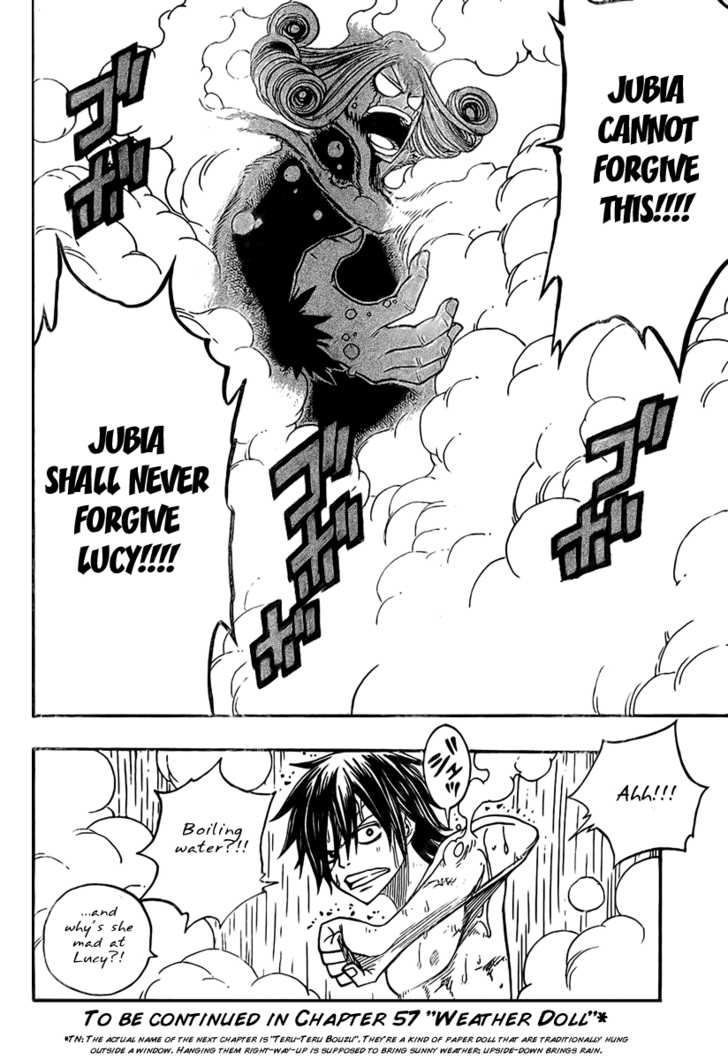 JUBIA
CANNOT
FORGIVE
THIS!!!!
ゴボ
ゴボゴ
ゴボ
JUBIA
SHALL NEVER
FORGIVE
LUCY!!!!
Ahh!!!
ジュッ
Boiling
water?!!
...and
why's she
mad at
Lucy?!
TO BE CONTINUED IN CHAPTER 57 "WEATHER DOLL"*
*TN: THE ACTUAL NAME OF THE NEXT CHAPTER IS "TERU-TERU BOUZU". THEY'RE A KIND OF PAPER DOLL THAT ARE TRADITIONALLY HUNG
OUTSIDE A WINDOW. HANGING THEM RIGHT-WAY-UP IS SUPPOSED TO BRING SUNNY WEATHER; UPSIDE-DOWN BRINGS RAIN.